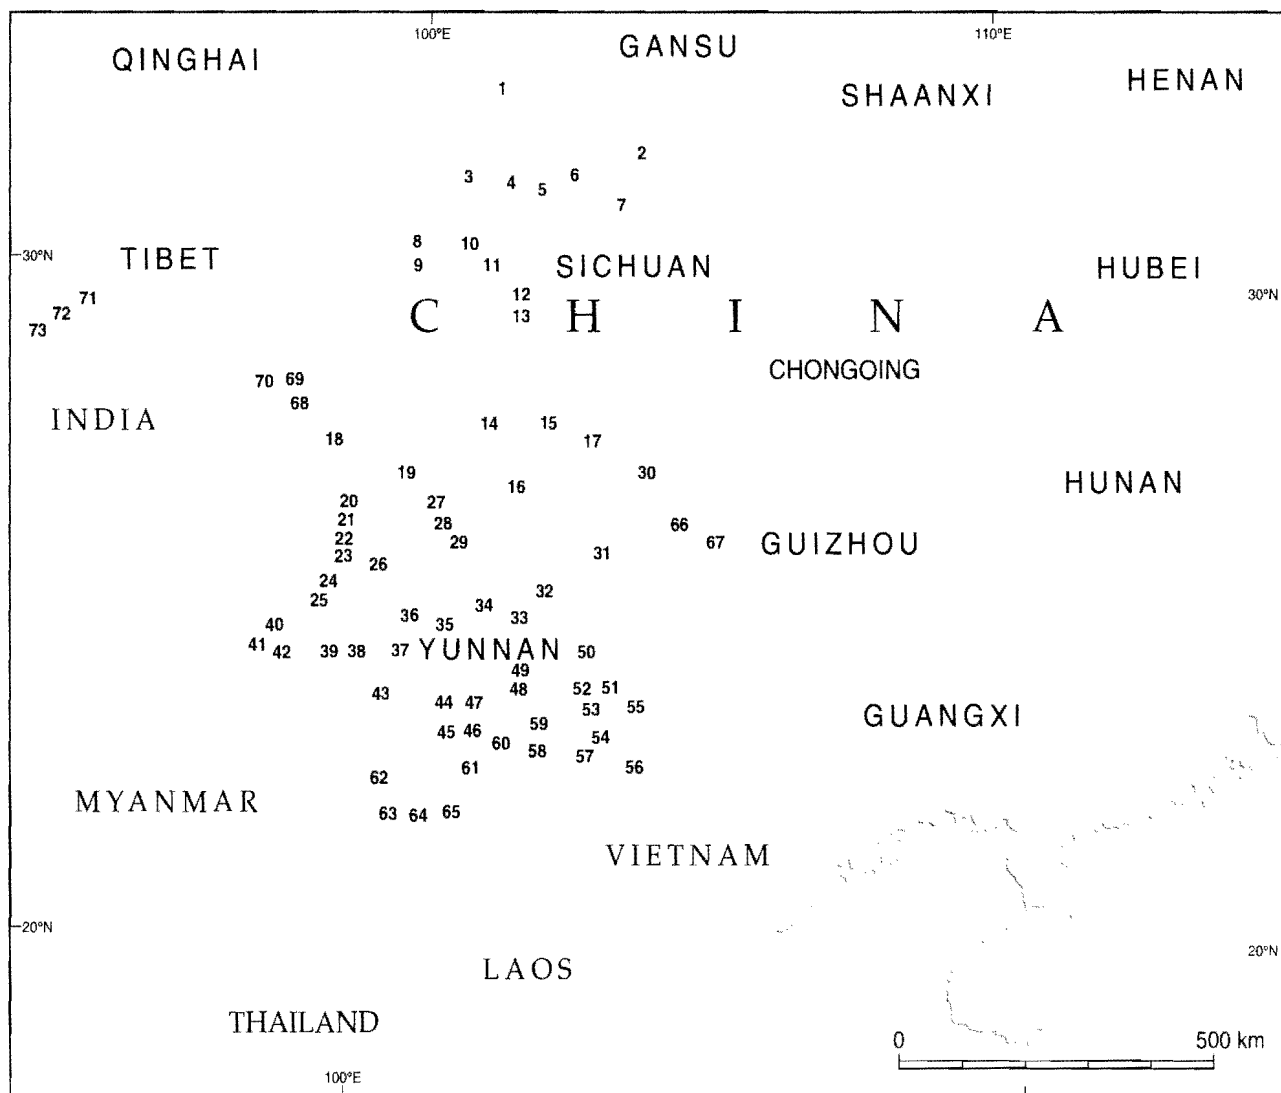 100°E 110°E
QINGHAI GANSU
HENAN
1 SHAANXI
2
3 4 5 6
7
8 10
30°N TIBET 9 11 SICHUAN HUBEI
71 12 30°N
72 13 C H I N A
73
CHONGOING
70 69
68
INDIA 14 15
18 17
19 30
16 HUNAN
20 27
21 28 66
22 29 67 GUIZHOU
23 26 31
24
25 32
34
36 35 33
40
41 42 39 38 37 YUNNAN 50
49
43 48 52 51
44 47 53 55
59 GUANGXI
45 46 54
60 58 57
61 56
62
MYANMAR
63 64 65
VIETNAM
20°N
20°N
LAOS
THAILAND
0 500 km
100°E